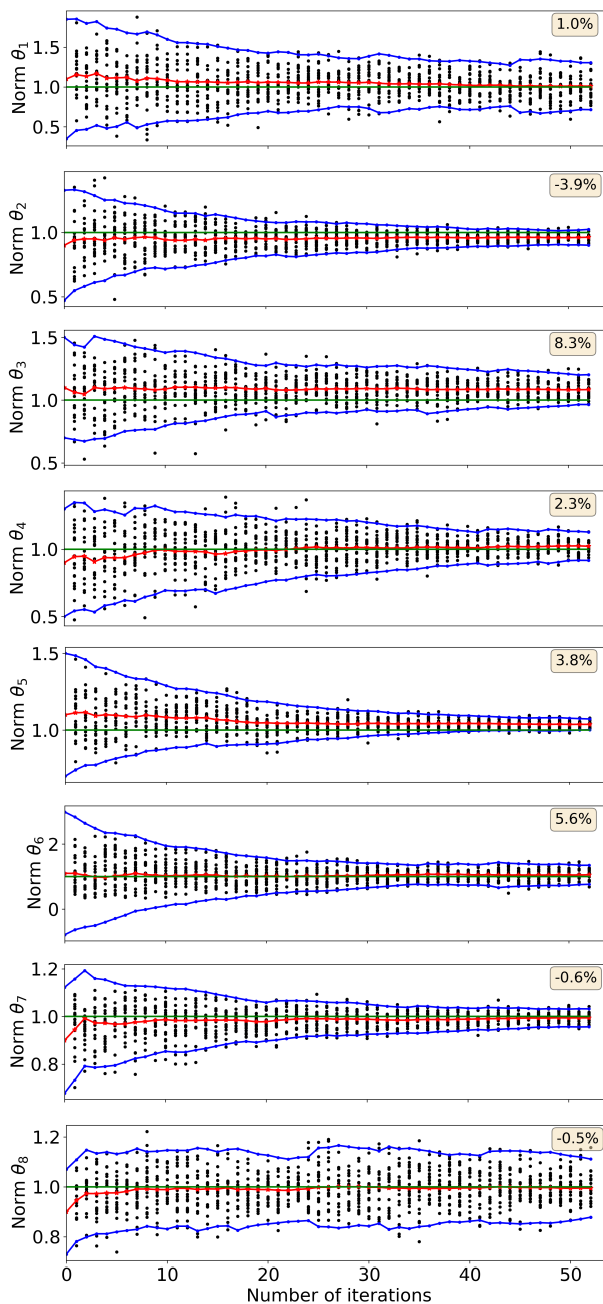 1.0%
Norm θ1
1.5
1.0
0.5
-3.9%
Norm θ2
1.0
0.5
8.3%
Norm θ3
1.5
1.0
0.5
2.3%
Norm θ4
1.0
0.5
3.8%
Norm θ5
1.5
1.0
5.6%
Norm θ6
2
0
-0.6%
Norm θ7
1.2
1.0
0.8
-0.5%
Norm θ8
1.2
1.0
0.8
0 10 20 30 40 50
Number of iterations